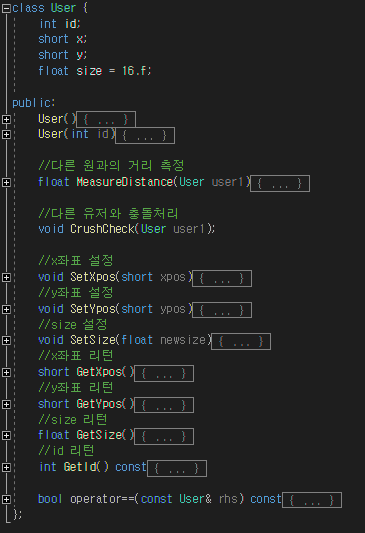 class User {
int id;
short x;
short y;
float size = 16.f;
public:
User(){ ... }
User(int id){ ... }
//다른 원과의 거리 측정
float MeasureDistance(User user1){ ... }
//다른 유저와 충돌처리
void CrushCheck(User user1);
//x좌표 설정
void SetXpos(short xpos){ ... }
//y좌표 설정
void SetYpos(short ypos){ ... }
//size 설정
void SetSize(float newsize){ ... }
//x좌표 리턴
short GetXpos(){ ... }
//y좌표 리턴
short GetYpos(){ ... }
//size 리턴
float GetSize(){ ... }
//id 리턴
int GetId() const{ ... }
bool operator==(const User& rhs) const{ ... }
};